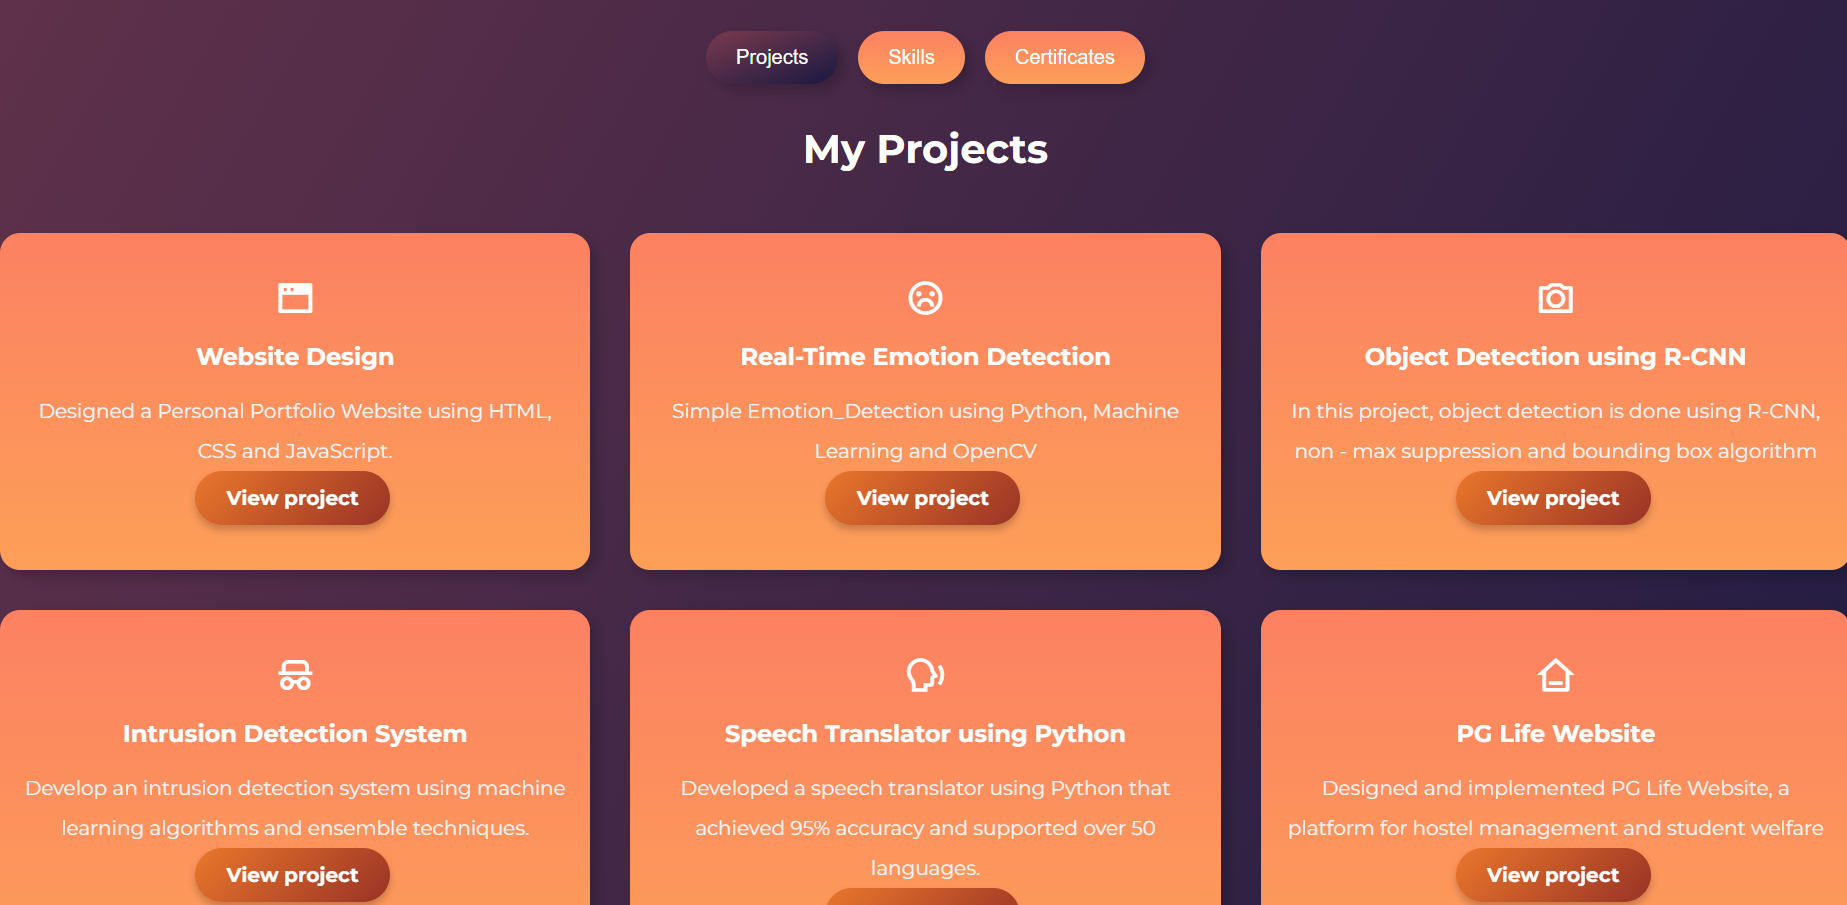 Projects
Skills
Certificates
My Projects
Website Design
Designed a Personal Portfolio Website using HTML,
CSS and JavaScript.
View project
Real-Time Emotion Detection
Simple Emotion_Detection using Python, Machine
Learning and OpenCV
View project
Object Detection using R-CNN
In this project, object detection is done using R-CNN,
non - max suppression and bounding box algorithm
View project
Intrusion Detection System
Develop an intrusion detection system using machine
learning algorithms and ensemble techniques.
View project
Speech Translator using Python
Developed a speech translator using Python that
achieved 95% accuracy and supported over 50
languages.
PG Life Website
Designed and implemented PG Life Website, a
platform for hostel management and student welfare
View project